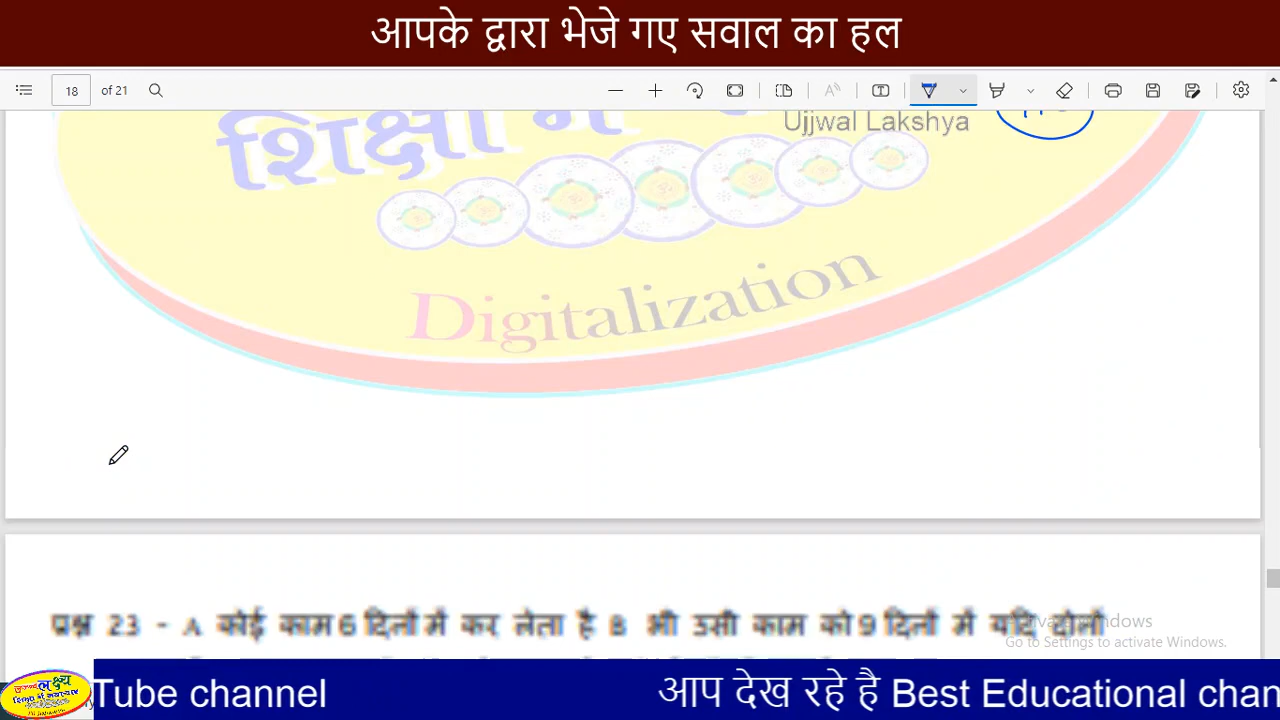 आपके द्वारा भेजे गए सवाल का हल
18 of 21
शिक्षा में
Ujjwal Lakshya
Digitalization
प्रश्न 23 - A कोई काम 6 दिनों में कर लेता है B भी उसी काम को 9 दिनों में यदि दोनों
Activate Windows
Go to Settings to activate Windows.
Tube channel आप देख रहे है Best Educational chan